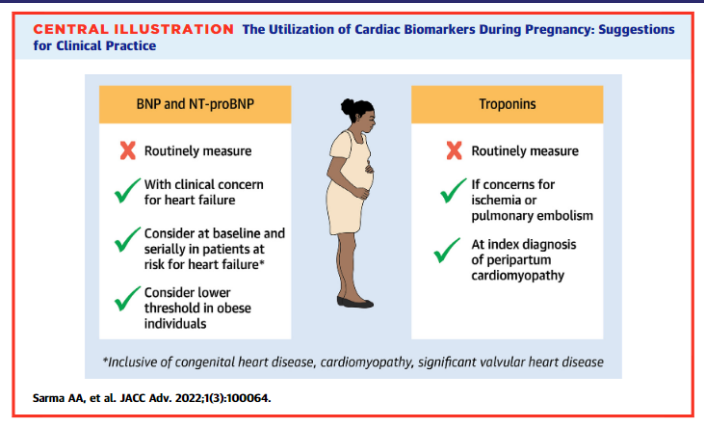 CENTRAL ILLUSTRATION The Utilization of Cardiac Biomarkers During Pregnancy: Suggestions
for Clinical Practice
BNP and NT-proBNP
Routinely measure
With clinical concern
for heart failure
Consider at baseline and
serially in patients at
risk for heart failure*
Consider lower
threshold in obese
individuals
Troponins
Routinely measure
If concerns for
ischemia or
pulmonary embolism
At index diagnosis
of peripartum
cardiomyopathy
*Inclusive of congenital heart disease, cardiomyopathy, significant valvular heart disease
Sarma AA, et al. JACC Adv. 2022;1(3):100064.